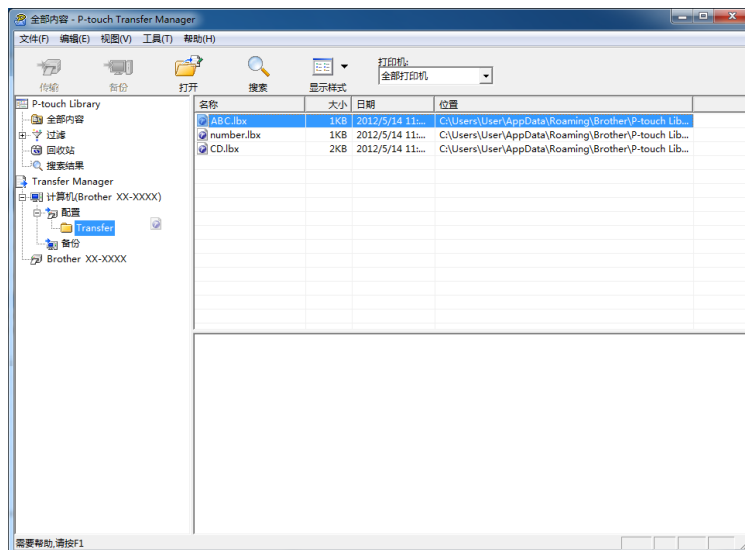 全部内容 - P-touch Transfer Manager
文件(F) 编辑(E) 视图(V) 工具(T) 帮助(H)
传输 备份 打开 搜索 显示样式 打印机: 全部打印机
P-touch Library
全部内容
过滤
回收站
搜索结果
Transfer Manager
计算机(Brother XX-XXXX)
配置
Transfer
备份
Brother XX-XXXX
名称 大小 日期 位置
ABC.lbx 1KB 2012/5/14 11:... C:\Users\User\AppData\Roaming\Brother\P-touch Lib...
number.lbx 1KB 2012/5/14 11:... C:\Users\User\AppData\Roaming\Brother\P-touch Lib...
CD.lbx 2KB 2012/5/14 11:... C:\Users\User\AppData\Roaming\Brother\P-touch Lib...
需要帮助,请按F1